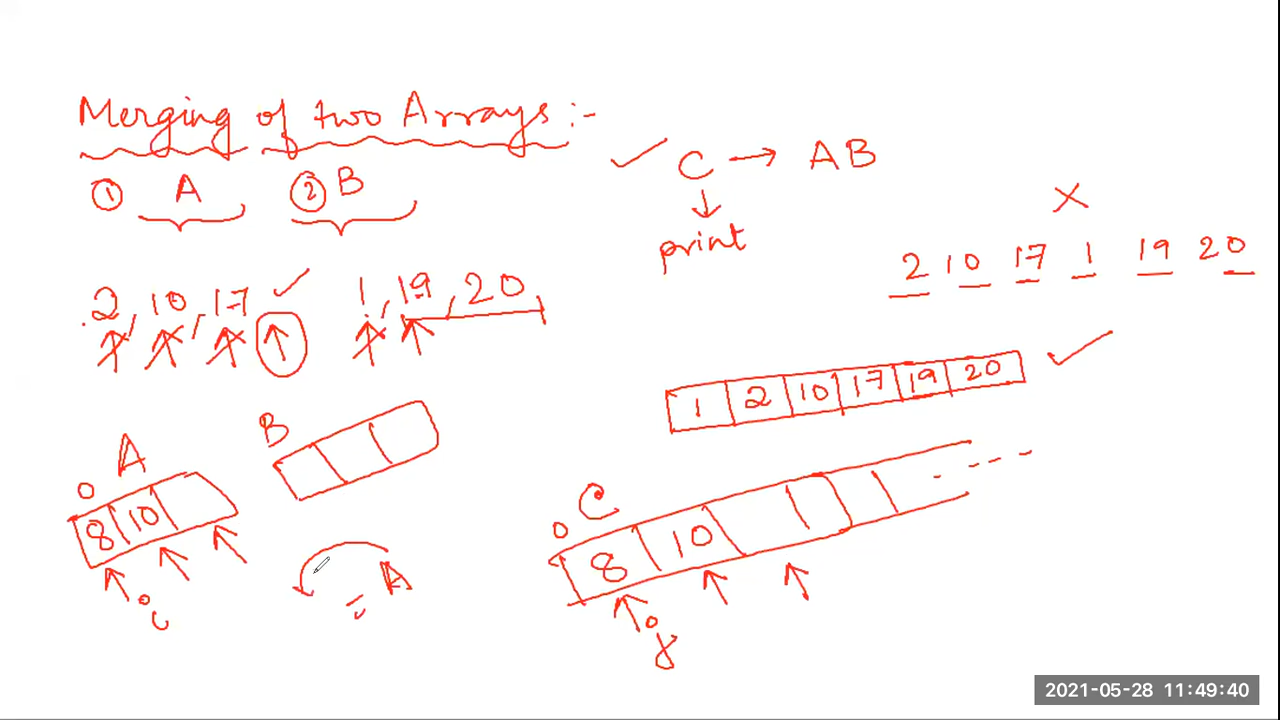 Merging of two Arrays :-
① A ② B
C → AB
↓
print
X
2 10 17 1 19 20
2, 10, 17 1, 19, 20
1 2 10 17 19 20
A
B
0
8 10
i
= A
C
0
8 10
j
2021-05-28 11:49:40